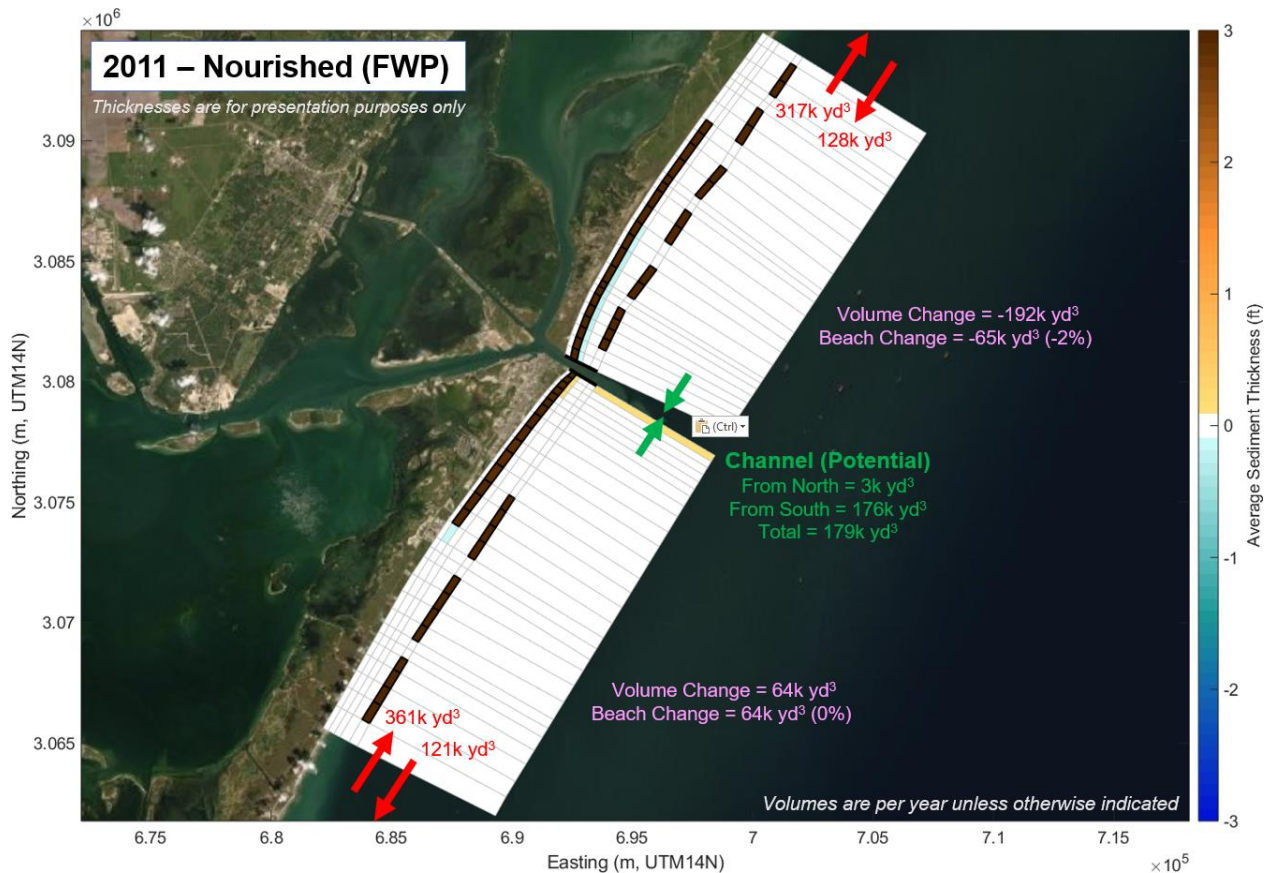 ×10⁶
2011 – Nourished (FWP)
Thicknesses are for presentation purposes only
317k yd³
128k yd³
Volume Change = -192k yd³
Beach Change = -65k yd³ (-2%)
(Ctrl)
Channel (Potential)
From North = 3k yd³
From South = 176k yd³
Total = 179k yd³
Volume Change = 64k yd³
Beach Change = 64k yd³ (0%)
361k yd³
121k yd³
Volumes are per year unless otherwise indicated
3.09
3.085
3.08
3.075
3.07
3.065
Northing (m, UTM14N)
6.75
6.8
6.85
6.9
6.95
7
7.05
7.1
7.15
×10⁵
Easting (m, UTM14N)
3
2
1
0
-1
-2
-3
Average Sediment Thickness (ft)